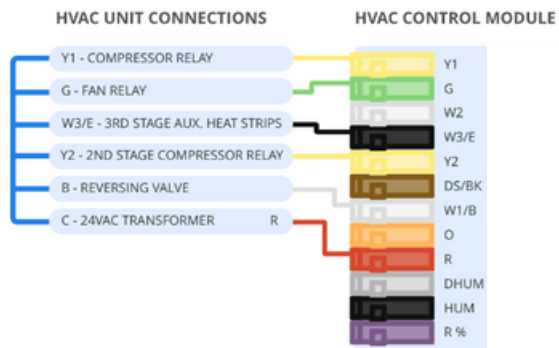 HVAC UNIT CONNECTIONS
HVAC CONTROL MODULE
Y1 - COMPRESSOR RELAY
G - FAN RELAY
W3/E - 3RD STAGE AUX. HEAT STRIPS
Y2 - 2ND STAGE COMPRESSOR RELAY
B - REVERSING VALVE
C - 24VAC TRANSFORMER R
Y1
G
W2
W3/E
Y2
DS/BK
W1/B
O
R
DHUM
HUM
R %